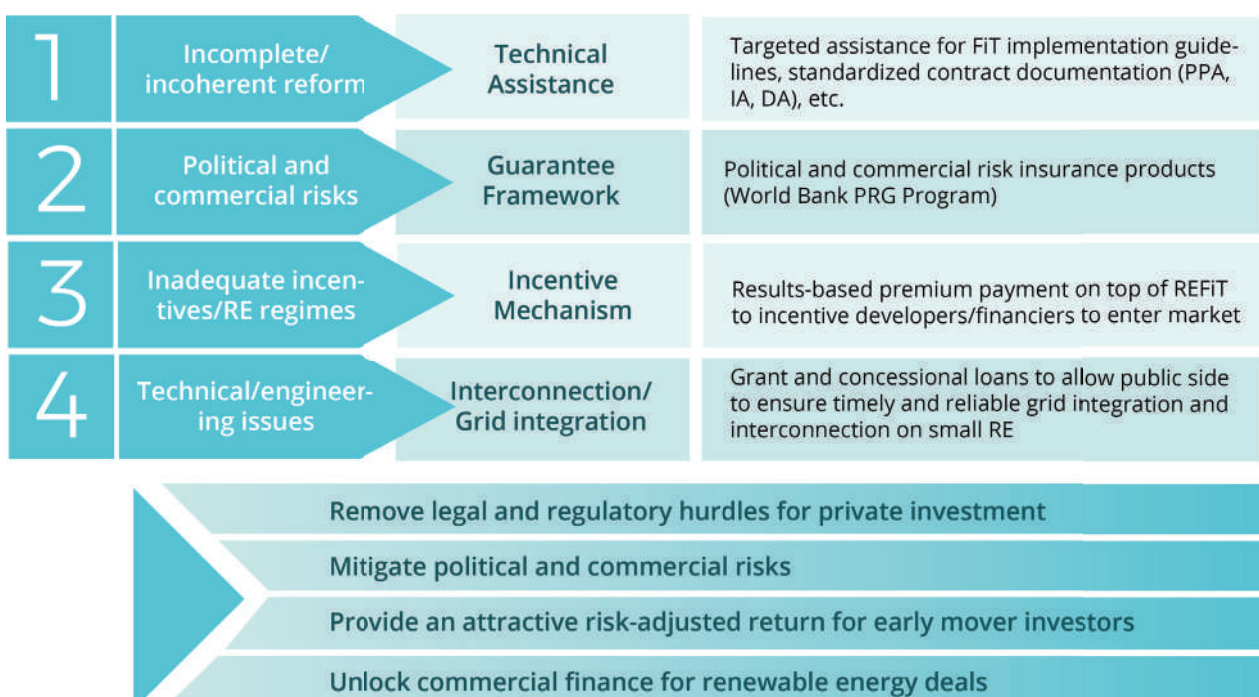 1
Incomplete/
incoherent reform
Technical
Assistance
Targeted assistance for FiT implementation guide-
lines, standardized contract documentation (PPA,
IA, DA), etc.
2
Political and
commercial risks
Guarantee
Framework
Political and commercial risk insurance products
(World Bank PRG Program)
3
Inadequate incen-
tives/RE regimes
Incentive
Mechanism
Results-based premium payment on top of REFiT
to incentive developers/financiers to enter market
4
Technical/engineer-
ing issues
Interconnection/
Grid integration
Grant and concessional loans to allow public side
to ensure timely and reliable grid integration and
interconnection on small RE
Remove legal and regulatory hurdles for private investment
Mitigate political and commercial risks
Provide an attractive risk-adjusted return for early mover investors
Unlock commercial finance for renewable energy deals